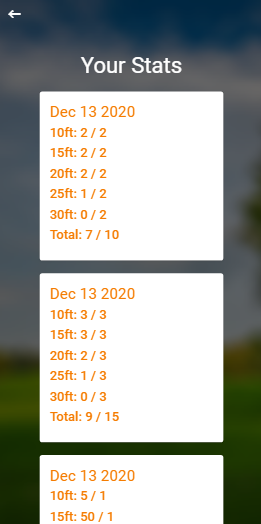 Your Stats
Dec 13 2020
10ft: 2 / 2
15ft: 2 / 2
20ft: 2 / 2
25ft: 1 / 2
30ft: 0 / 2
Total: 7 / 10
Dec 13 2020
10ft: 3 / 3
15ft: 3 / 3
20ft: 2 / 3
25ft: 1 / 3
30ft: 0 / 3
Total: 9 / 15
Dec 13 2020
10ft: 5 / 1
15ft: 50 / 1